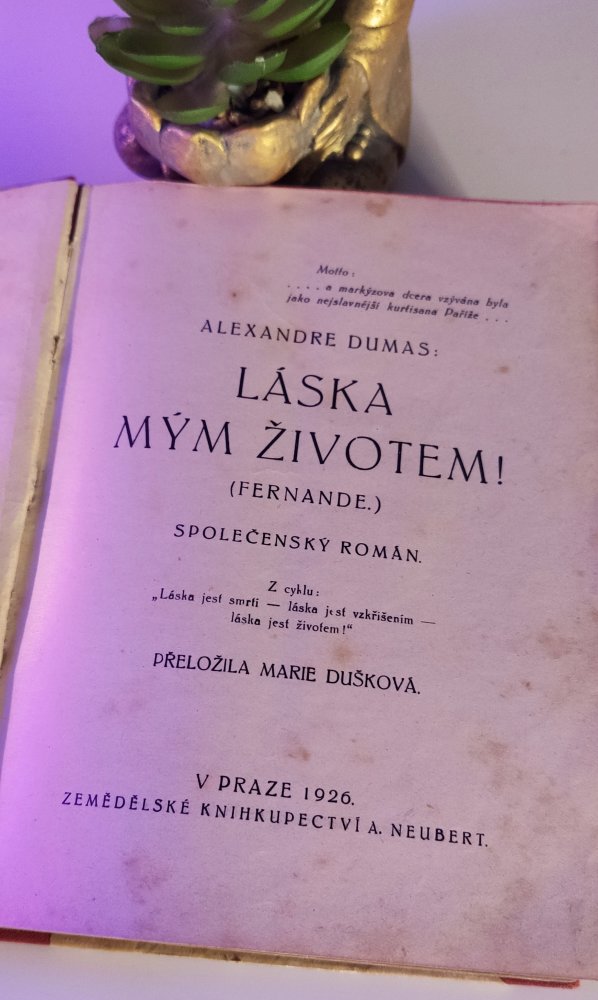 Motto:
. . . . a markýzova dcera vzývána byla
jako nejslavnější kurtisana Paříže . . .
ALEXANDRE DUMAS:
LÁSKA
MÝM ŽIVOTEM!
(FERNANDE.)
SPOLEČENSKÝ ROMÁN.
Z cyklu:
„Láska jest smrtí — láska jest vzkříšením —
láska jest životem!“
PŘELOŽILA MARIE DUŠKOVÁ.
V PRAZE 1926.
ZEMĚDĚLSKÉ KNIHKUPECTVÍ A. NEUBERT.